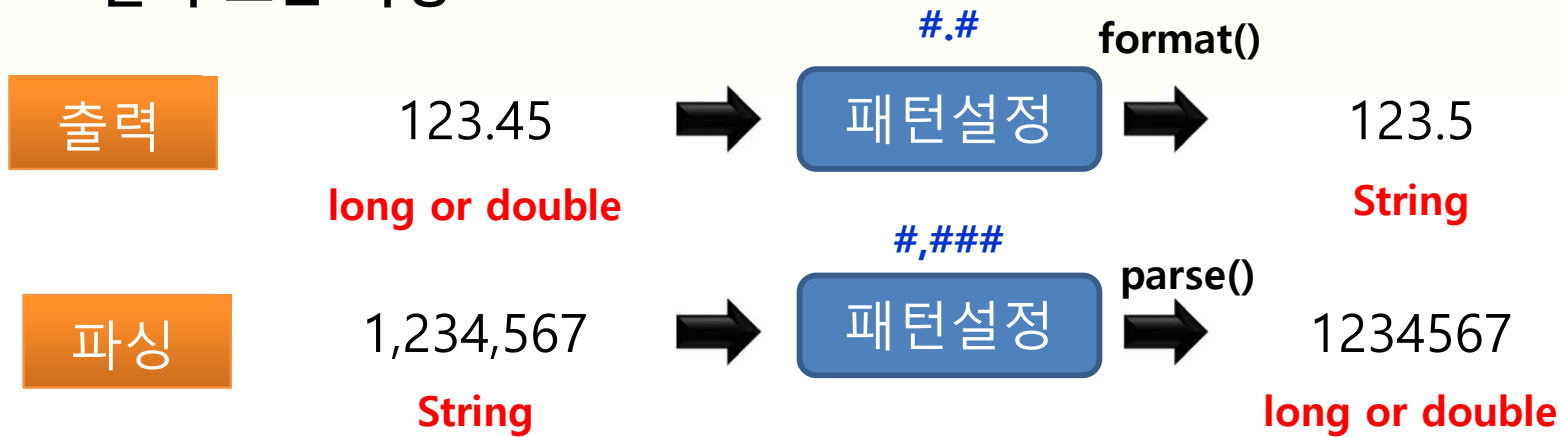 #.# format()
출력 123.45 패턴설정 123.5
long or double String
#,### parse()
파싱 1,234,567 패턴설정 1234567
String long or double